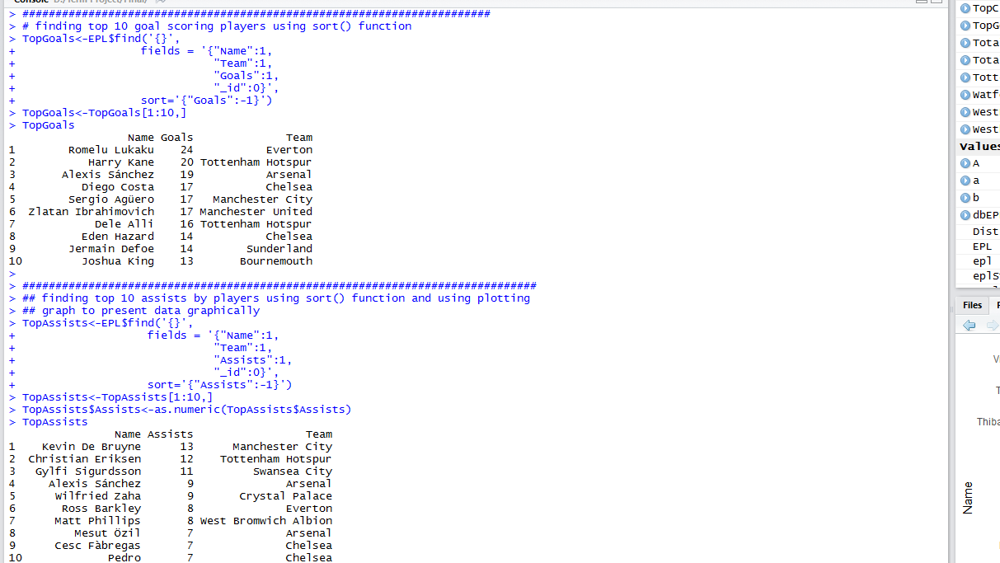 Console D:/Term Project/Final/
> #######################################################################
> # finding top 10 goal scoring players using sort() function
> TopGoals<-EPL$find('{}',
+ fields = '{"Name":1,
+ "Team":1,
+ "Goals":1,
+ "_id":0}',
+ sort='{"Goals":-1}')
> TopGoals<-TopGoals[1:10,]
> TopGoals
Name Goals Team
1 Romelu Lukaku 24 Everton
2 Harry Kane 20 Tottenham Hotspur
3 Alexis Sánchez 19 Arsenal
4 Diego Costa 17 Chelsea
5 Sergio Agüero 17 Manchester City
6 Zlatan Ibrahimovich 17 Manchester United
7 Dele Alli 16 Tottenham Hotspur
8 Eden Hazard 14 Chelsea
9 Jermain Defoe 14 Sunderland
10 Joshua King 13 Bournemouth
>
> ##############################################################################
> ## finding top 10 assists by players using sort() function and using plotting
> ## graph to present data graphically
> TopAssists<-EPL$find('{}',
+ fields = '{"Name":1,
+ "Team":1,
+ "Assists":1,
+ "_id":0}',
+ sort='{"Assists":-1}')
> TopAssists<-TopAssists[1:10,]
> TopAssists$Assists<-as.numeric(TopAssists$Assists)
> TopAssists
Name Assists Team
1 Kevin De Bruyne 13 Manchester City
2 Christian Eriksen 12 Tottenham Hotspur
3 Gylfi Sigurdsson 11 Swansea City
4 Alexis Sánchez 9 Arsenal
5 Wilfried Zaha 9 Crystal Palace
6 Ross Barkley 8 Everton
7 Matt Phillips 8 West Bromwich Albion
8 Mesut Özil 7 Arsenal
9 Cesc Fàbregas 7 Chelsea
10 Pedro 7 Chelsea
TopC
TopG
Tota
Tota
Tott
Watf
West
West
Values
A
a
b
dbEP
Dist
EPL
epl
eplS
Files
Thiba
Name